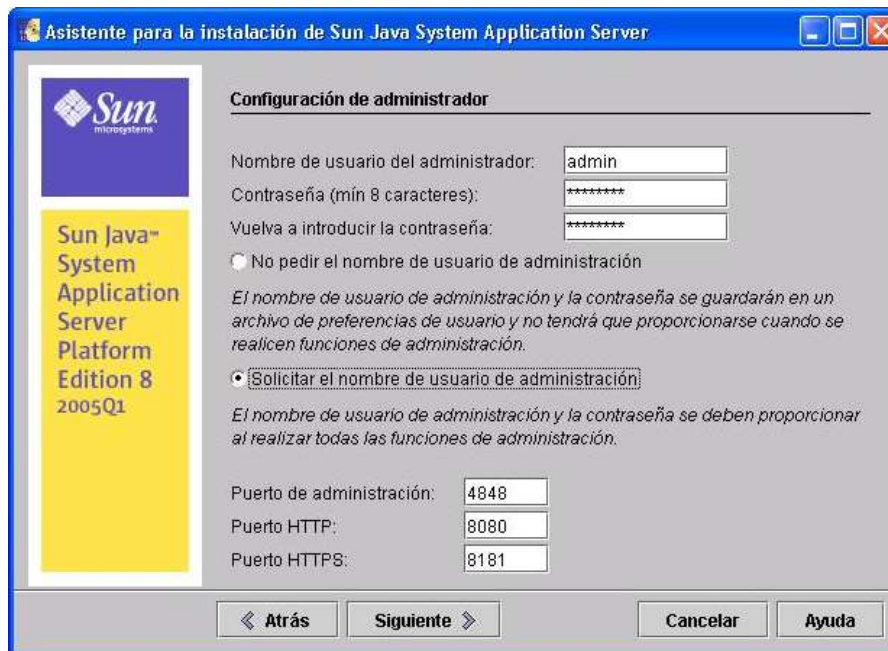 Asistente para la instalación de Sun Java System Application Server
Sun
microsystems
Sun Java™
System
Application
Server
Platform
Edition 8
2005Q1
Configuración de administrador
Nombre de usuario del administrador: admin
Contraseña (mín 8 caracteres): ********
Vuelva a introducir la contraseña: ********
No pedir el nombre de usuario de administración
El nombre de usuario de administración y la contraseña se guardarán en un
archivo de preferencias de usuario y no tendrá que proporcionarse cuando se
realicen funciones de administración.
Solicitar el nombre de usuario de administración
El nombre de usuario de administración y la contraseña se deben proporcionar
al realizar todas las funciones de administración.
Puerto de administración: 4848
Puerto HTTP: 8080
Puerto HTTPS: 8181
Atrás Siguiente Cancelar Ayuda